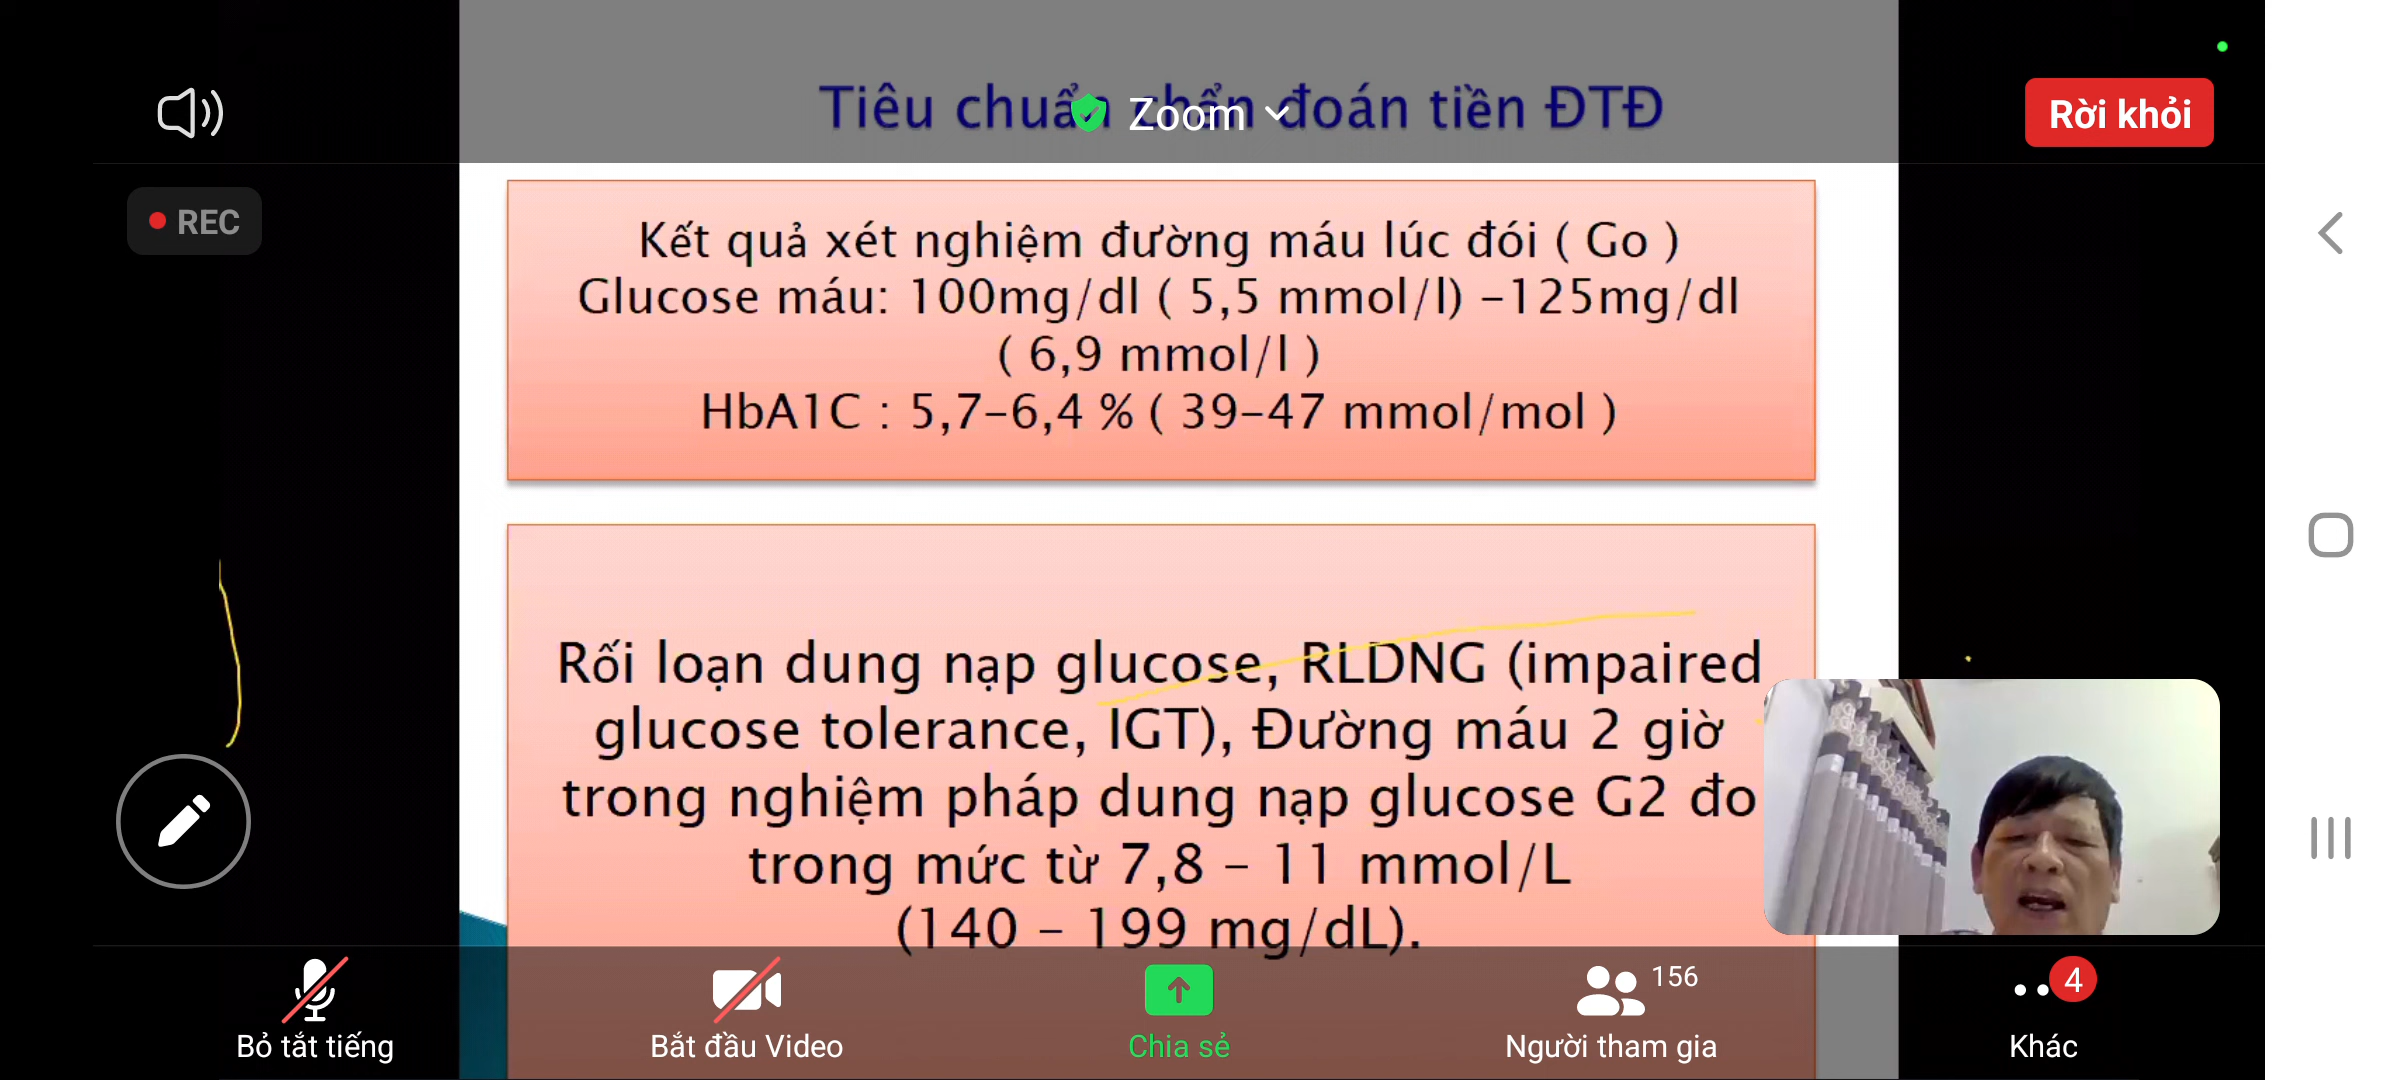 Tiêu chuẩn chẩn đoán tiền ĐTĐ
Zoom
Rời khỏi
REC
Kết quả xét nghiệm đường máu lúc đói ( Go )
Glucose máu: 100mg/dl ( 5,5 mmol/l) -125mg/dl
( 6,9 mmol/l )
HbA1C : 5,7-6,4 % ( 39-47 mmol/mol )
Rối loạn dung nạp glucose, RLDNG (impaired
glucose tolerance, IGT), Đường máu 2 giờ
trong nghiệm pháp dung nạp glucose G2 đo
trong mức từ 7,8 - 11 mmol/L
(140 - 199 mg/dL).
156
4
Bỏ tắt tiếng
Bắt đầu Video
Chia sẻ
Người tham gia
Khác